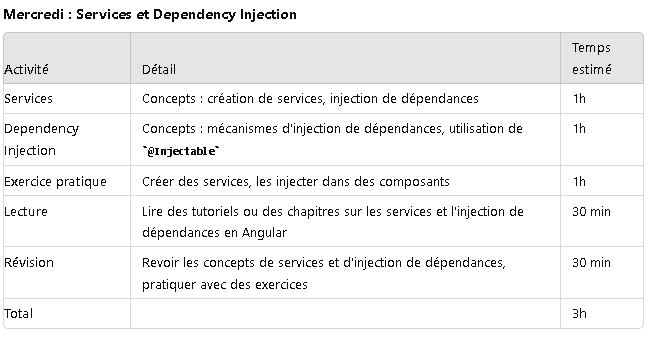 Mercredi : Services et Dependency Injection
Temps
Activité Détail estimé
Services Concepts : création de services, injection de dépendances 1h
Dependency Concepts : mécanismes d'injection de dépendances, utilisation de 1h
Injection `@Injectable`
Exercice pratique Créer des services, les injecter dans des composants 1h
Lecture Lire des tutoriels ou des chapitres sur les services et l'injection de 30 min
dépendances en Angular
Révision Revoir les concepts de services et d'injection de dépendances, 30 min
pratiquer avec des exercices
Total 3h